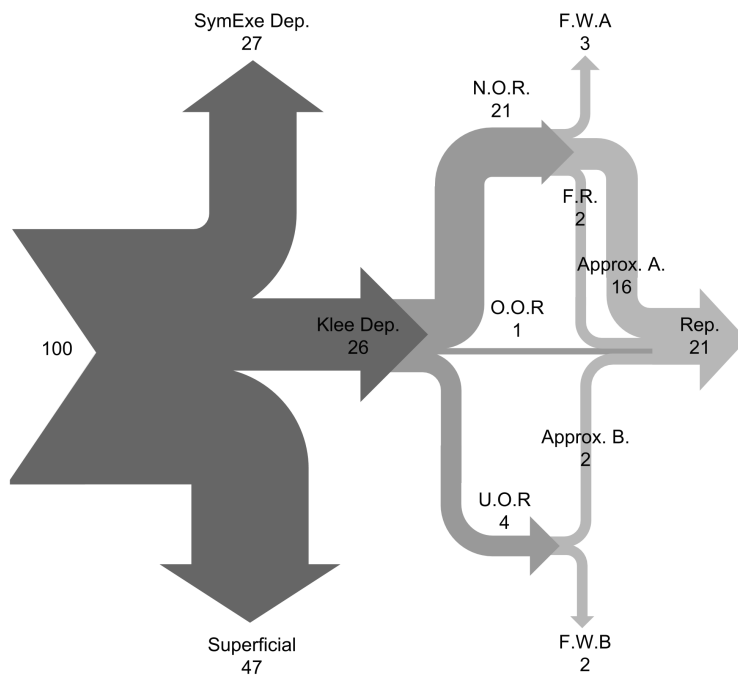 SymExe Dep.
27
F.W.A
3
N.O.R.
21
F.R.
2
Approx. A.
16
O.O.R
1
Klee Dep.
26
Rep.
21
100
Approx. B.
2
U.O.R
4
Superficial
47
F.W.B
2